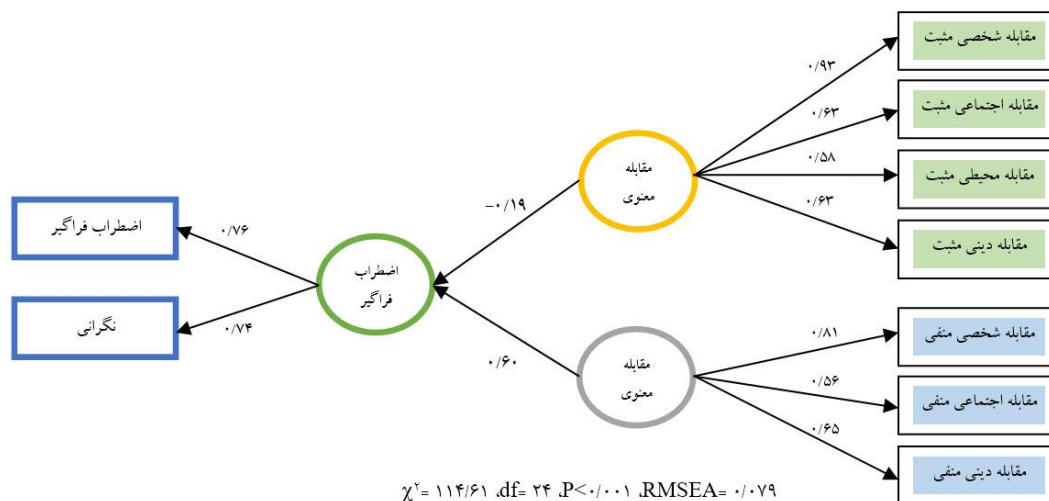 مقابله شخصی مثبت
۰/۹۳
مقابله اجتماعی مثبت
۰/۶۳
مقابله محیطی مثبت
۰/۵۸
مقابله دینی مثبت
۰/۶۳
مقابله
معنوی
-۰/۱۹
اضطراب فراگیر
۰/۷۶
اضطراب
فراگیر
نگرانی
۰/۷۴
۰/۶۰
مقابله
معنوی
مقابله شخصی منفی
۰/۸۱
مقابله اجتماعی منفی
۰/۵۶
مقابله دینی منفی
۰/۶۵
χ۲= ۱۱۴/۶۱ ،df= ۲۴ ،P<۰/۰۰۱ ،RMSEA= ۰/۰۷۹